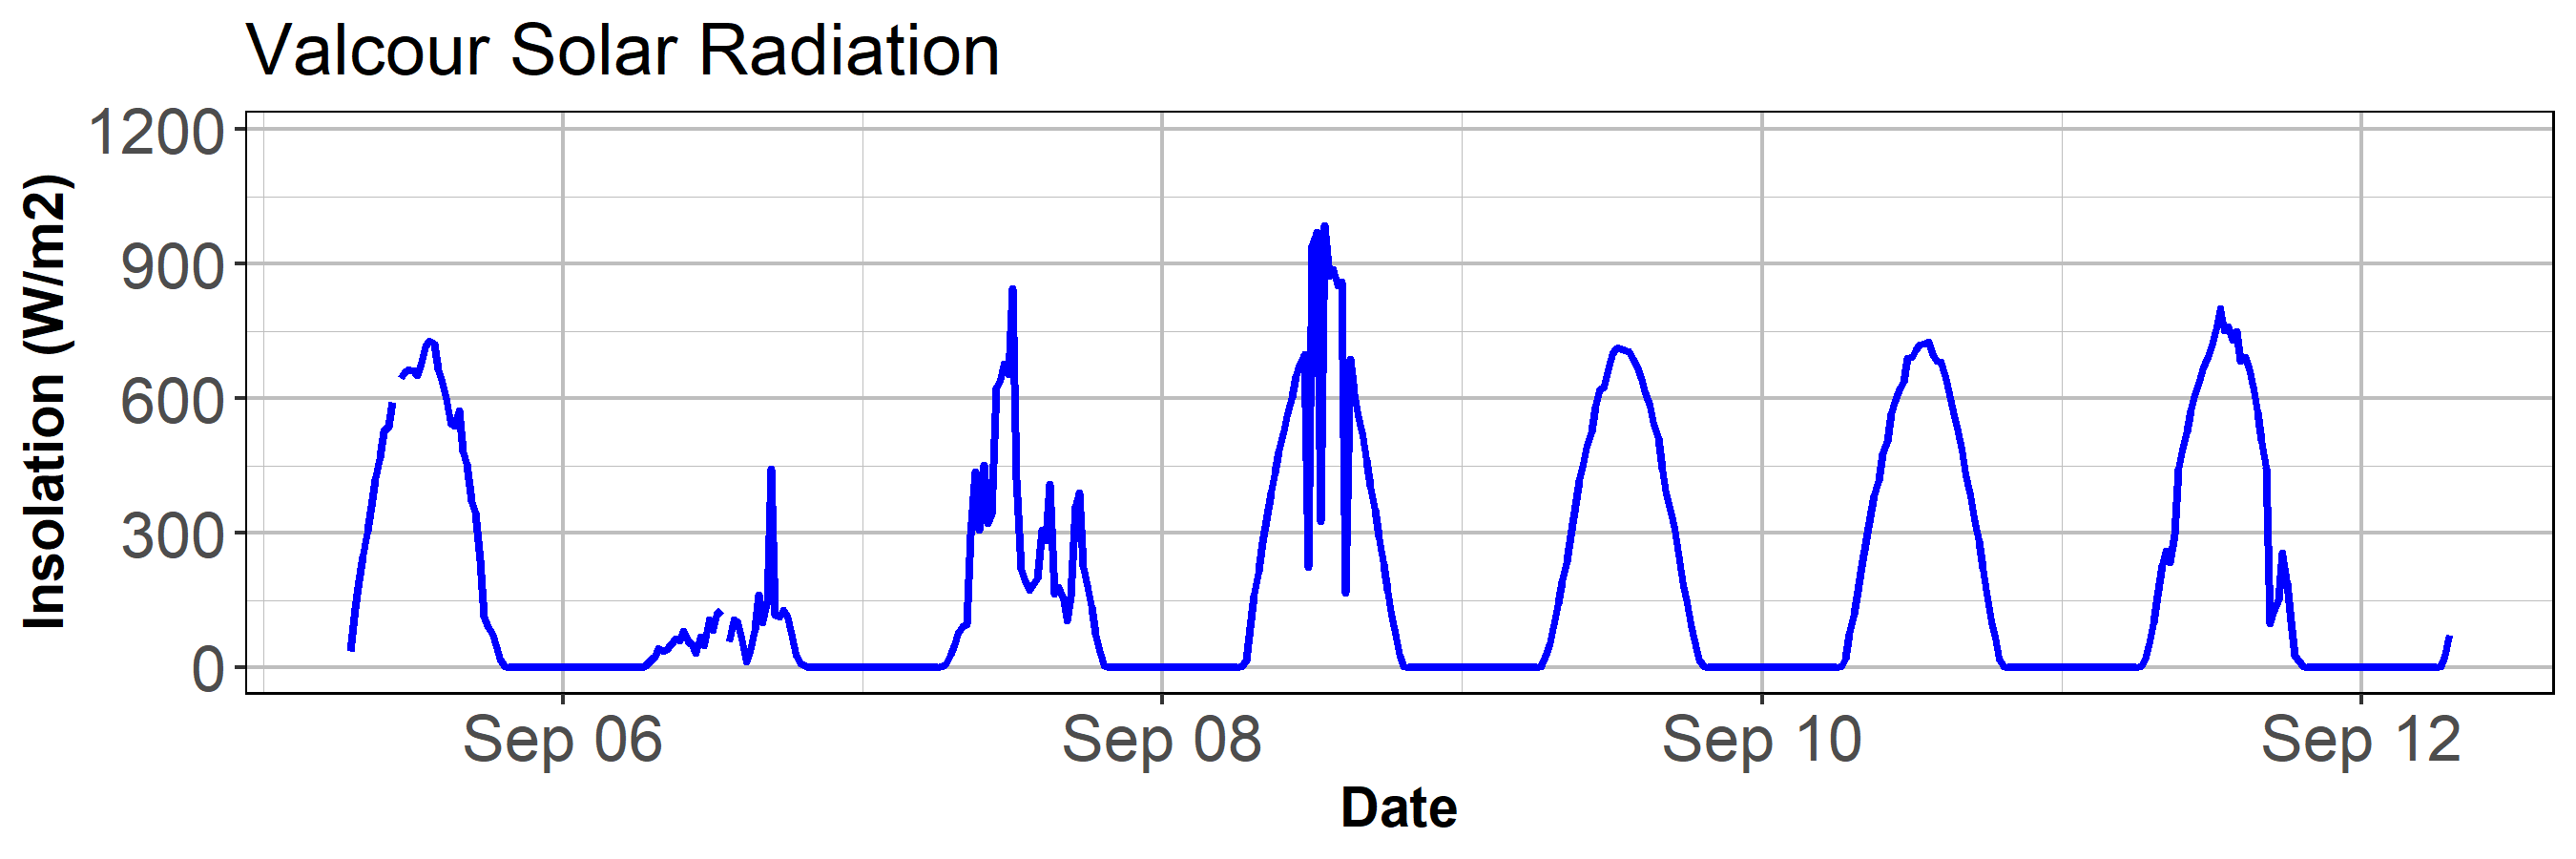 Valcour Solar Radiation
Insolation (W/m2)
1200
900
600
300
0
Sep 06
Sep 08
Sep 10
Sep 12
Date